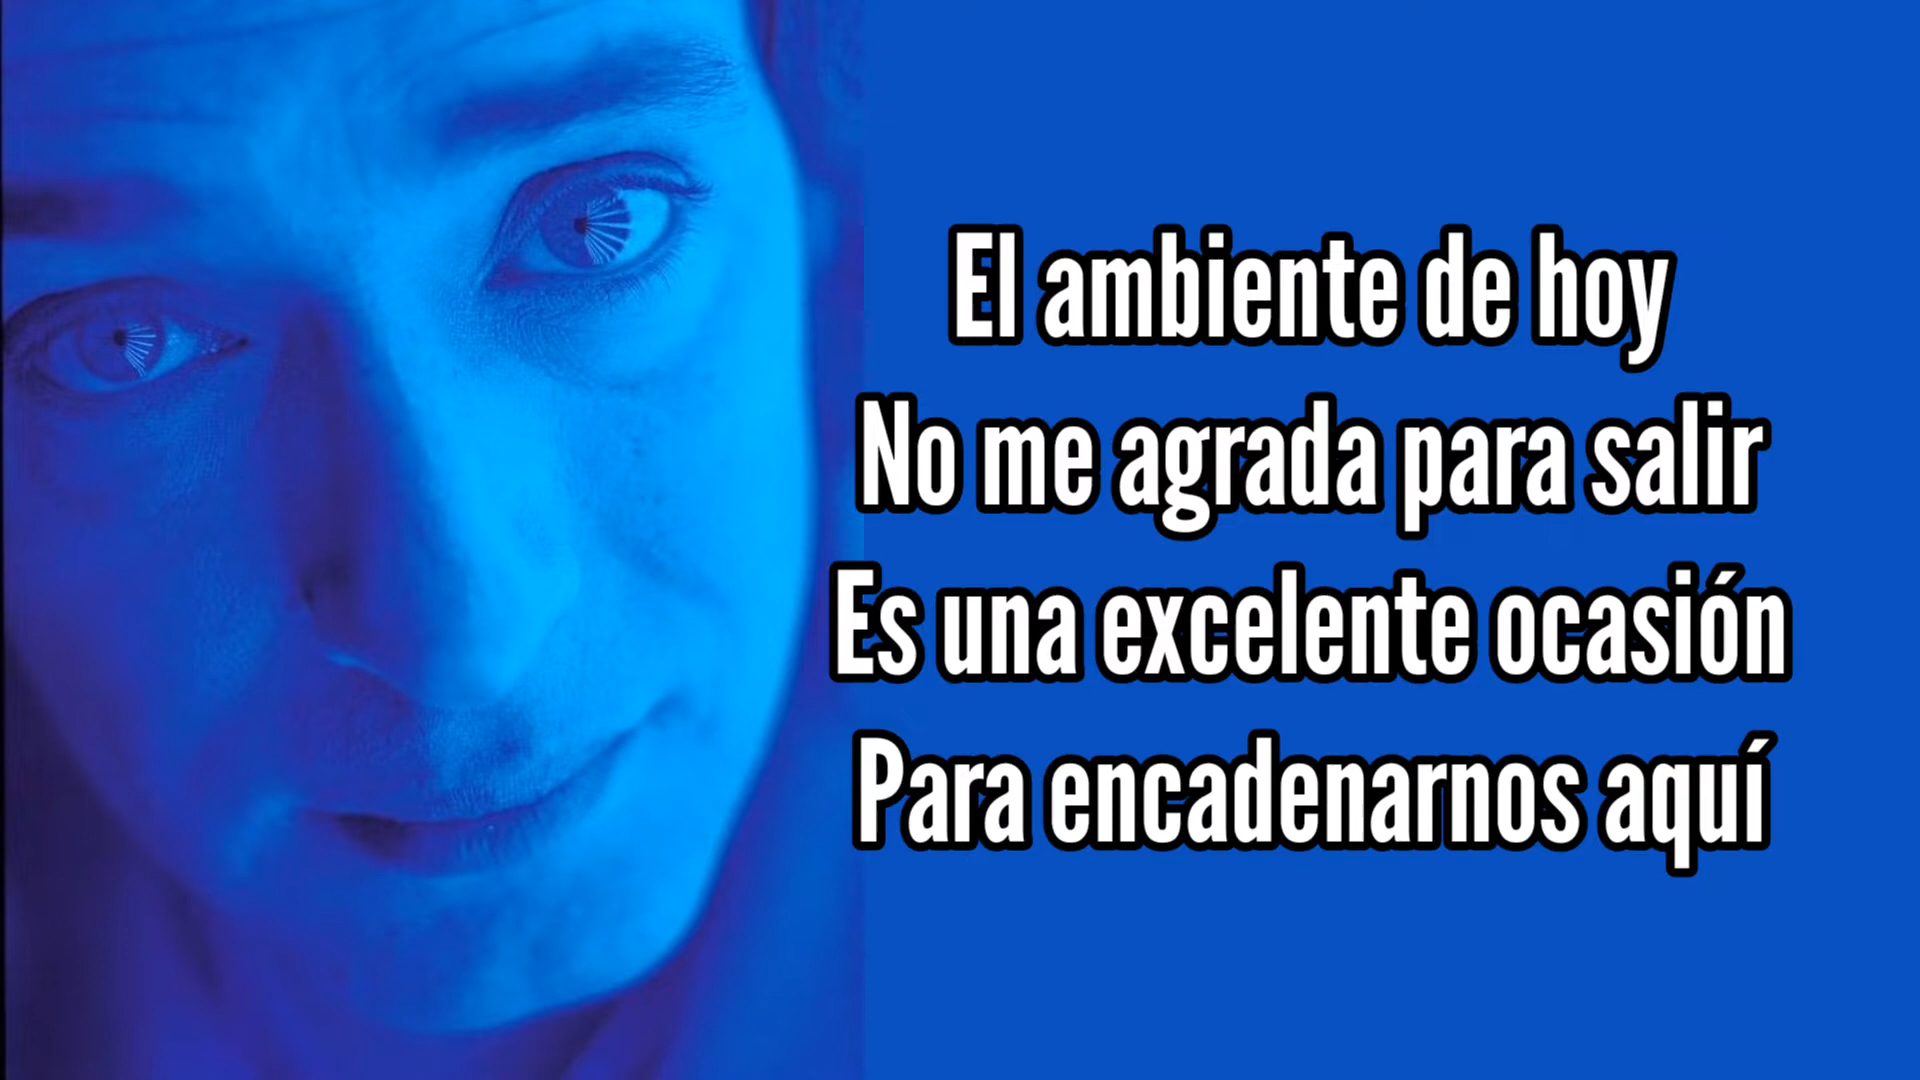 El ambiente de hoy
No me agrada para salir
Es una excelente ocasión
Para encadenarnos aquí